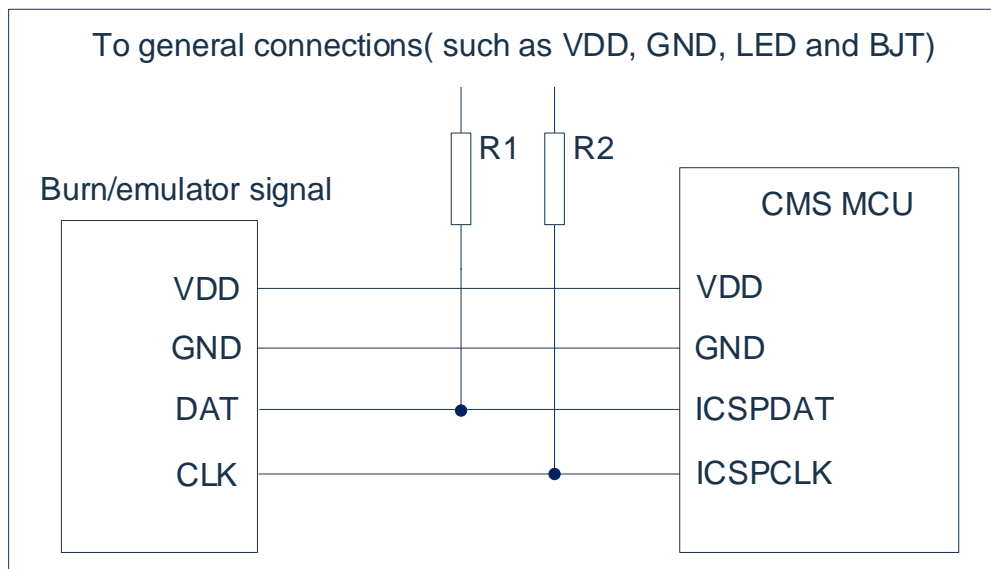 To general connections( such as VDD, GND, LED and BJT)
R1
R2
Burn/emulator signal
CMS MCU
VDD
VDD
GND
GND
DAT
ICSPDAT
CLK
ICSPCLK